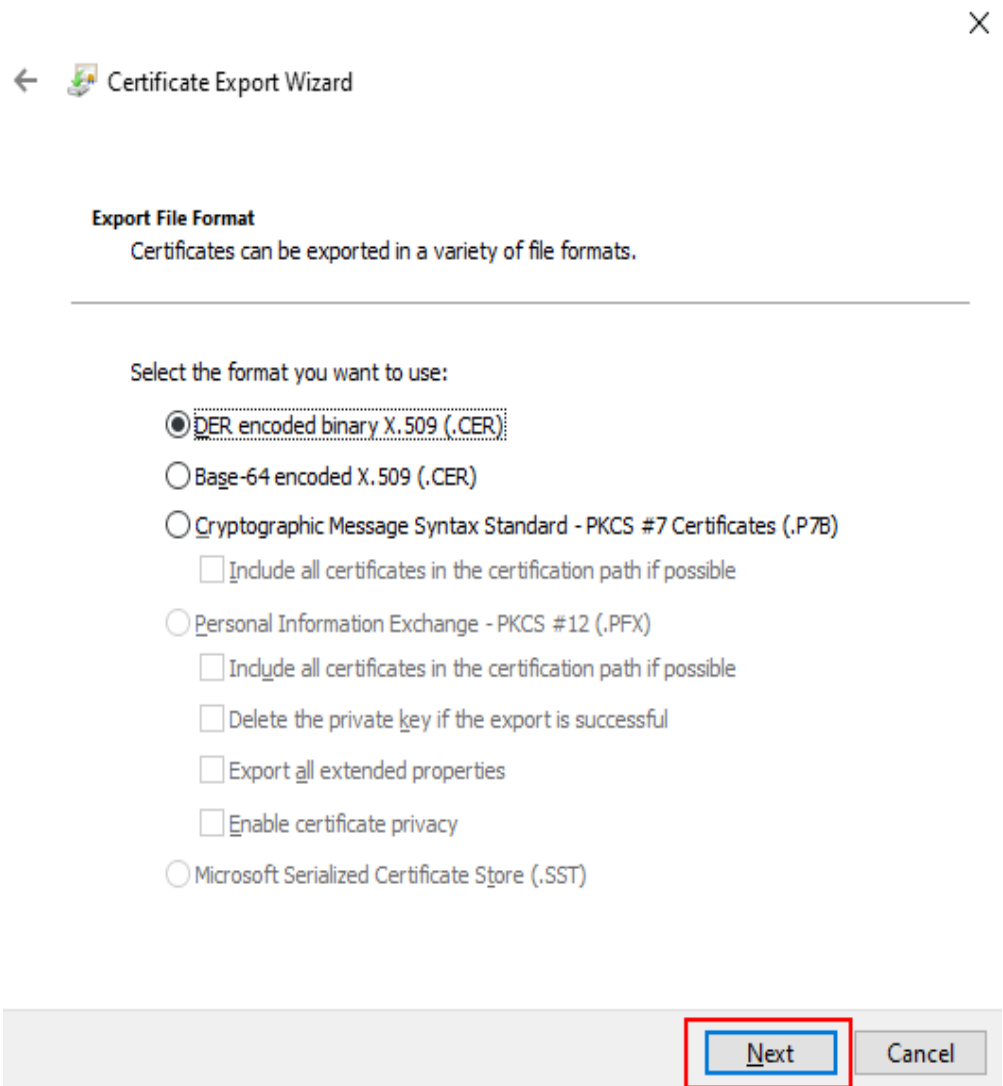 Certificate Export Wizard
Export File Format
Certificates can be exported in a variety of file formats.
Select the format you want to use:
DER encoded binary X.509 (.CER)
Base-64 encoded X.509 (.CER)
Cryptographic Message Syntax Standard - PKCS #7 Certificates (.P7B)
Include all certificates in the certification path if possible
Personal Information Exchange - PKCS #12 (.PFX)
Include all certificates in the certification path if possible
Delete the private key if the export is successful
Export all extended properties
Enable certificate privacy
Microsoft Serialized Certificate Store (.SST)
Next Cancel